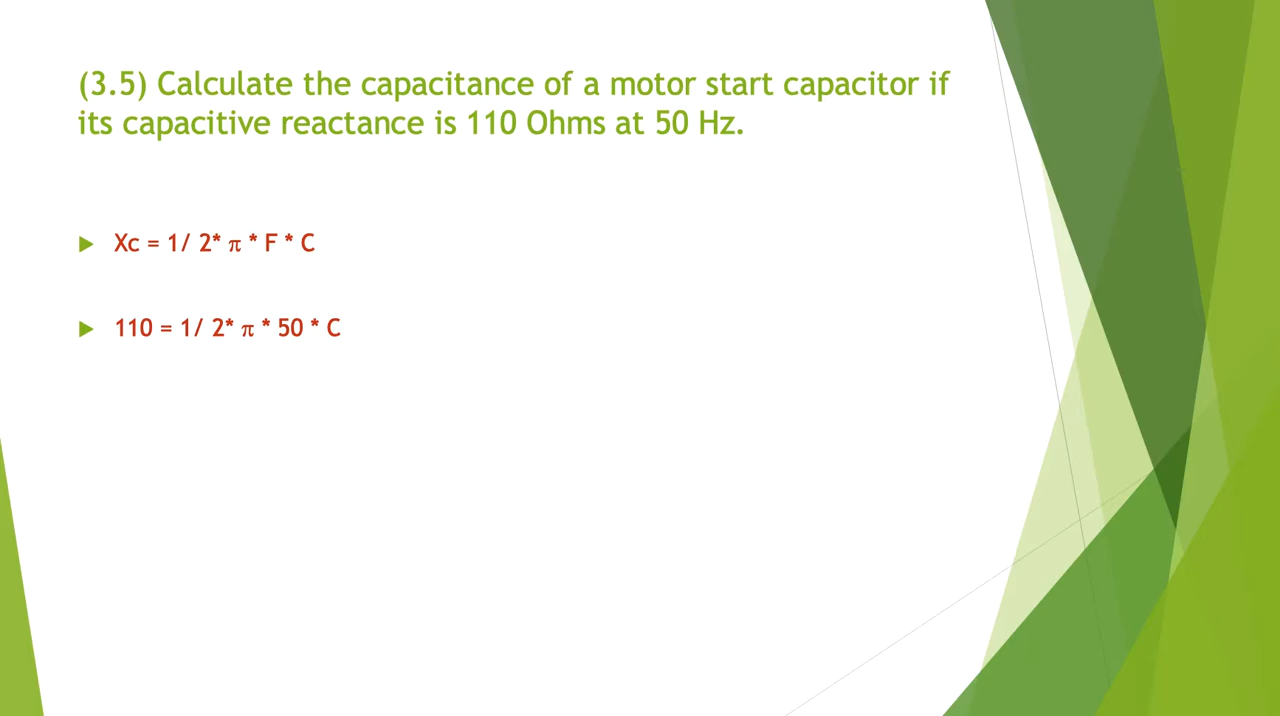 (3.5) Calculate the capacitance of a motor start capacitor if
its capacitive reactance is 110 Ohms at 50 Hz.
Xc = 1/ 2* π * F * C
110 = 1/ 2* π * 50 * C